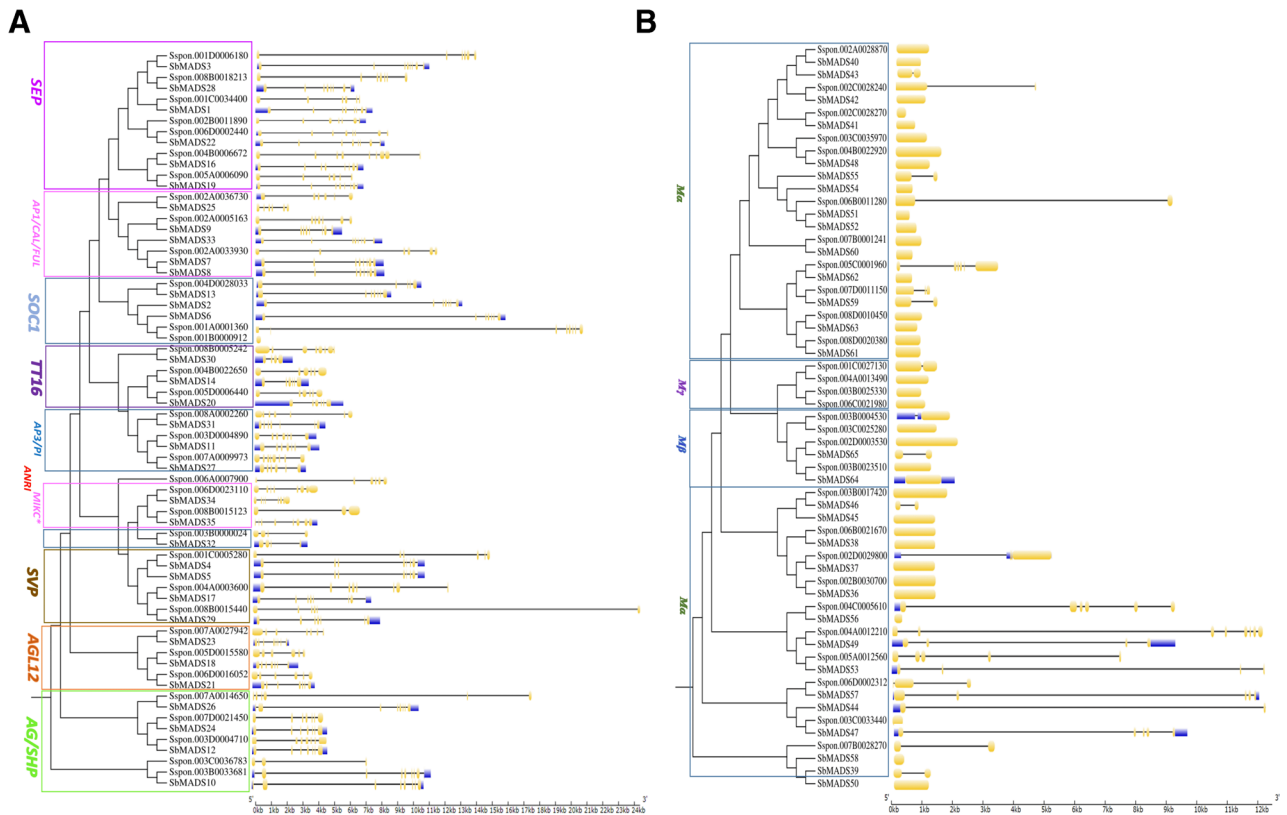 A
B
SEP
Sspon.001D0006180
SbMADS3
Sspon.008B0018213
SbMADS28
Sspon.001C0034400
SbMADS1
Sspon.002B0011890
Sspon.006D0002440
SbMADS22
Sspon.004B0006672
SbMADS16
Sspon.005A0006090
SbMADS19
AP1/CAL/FUL
Sspon.002A0036730
SbMADS25
Sspon.002A0005163
SbMADS9
SbMADS33
Sspon.002A0033930
SbMADS7
SbMADS8
SOC1
Sspon.004D0028033
SbMADS13
SbMADS2
SbMADS6
Sspon.001A0001360
Sspon.001B0000912
TT16
Sspon.008B0005242
SbMADS30
Sspon.004B0022650
SbMADS14
Sspon.005D0006440
SbMADS20
AP3/PI
Sspon.008A0002260
SbMADS31
Sspon.003D0004890
SbMADS11
Sspon.007A0009973
SbMADS27
ANRI
Sspon.006A0007900
MIKC*
Sspon.006D0023110
SbMADS34
Sspon.008B0015123
SbMADS35
Sspon.003B0000024
SbMADS32
SVP
Sspon.001C0005280
SbMADS4
SbMADS5
Sspon.004A0003600
SbMADS17
Sspon.008B0015440
SbMADS29
AGL12
Sspon.007A0027942
SbMADS23
Sspon.005D0015580
SbMADS18
Sspon.006D0016052
SbMADS21
AG/SHP
Sspon.007A0014650
SbMADS26
Sspon.007D0021450
SbMADS24
Sspon.003D0004710
SbMADS12
Sspon.003C0036783
Sspon.003B0033681
SbMADS10
5' 3'
0kb 1kb 2kb 3kb 4kb 5kb 6kb 7kb 8kb 9kb 10kb 11kb 12kb 13kb 14kb 15kb 16kb 17kb 18kb 19kb 20kb 21kb 22kb 23kb 24kb
Mα
Sspon.002A0028870
SbMADS40
SbMADS43
Sspon.002C0028240
SbMADS42
Sspon.002C0028270
SbMADS41
Sspon.003C0035970
Sspon.004B0022920
SbMADS48
SbMADS55
SbMADS54
Sspon.006B0011280
SbMADS51
SbMADS52
Sspon.007B0001241
SbMADS60
Sspon.005C0001960
SbMADS62
Sspon.007D0011150
SbMADS59
Sspon.008D0010450
SbMADS63
Sspon.008D0020380
SbMADS61
Mγ
Sspon.001C0027130
Sspon.004A0013490
Sspon.003B0025330
Sspon.006C0021980
Mβ
Sspon.003B0004530
Sspon.003C0025280
Sspon.002D0003530
SbMADS65
Sspon.003B0023510
SbMADS64
Mα
Sspon.003B0017420
SbMADS46
SbMADS45
Sspon.006B0021670
SbMADS38
Sspon.002D0029800
SbMADS37
Sspon.002B0030700
SbMADS36
Sspon.004C0005610
SbMADS56
Sspon.004A0012210
SbMADS49
Sspon.005A0012560
SbMADS53
Sspon.006D0002312
SbMADS57
SbMADS44
Sspon.003C0033440
SbMADS47
Sspon.007B0028270
SbMADS58
SbMADS39
SbMADS50
5' 3'
0kb 1kb 2kb 3kb 4kb 5kb 6kb 7kb 8kb 9kb 10kb 11kb 12kb